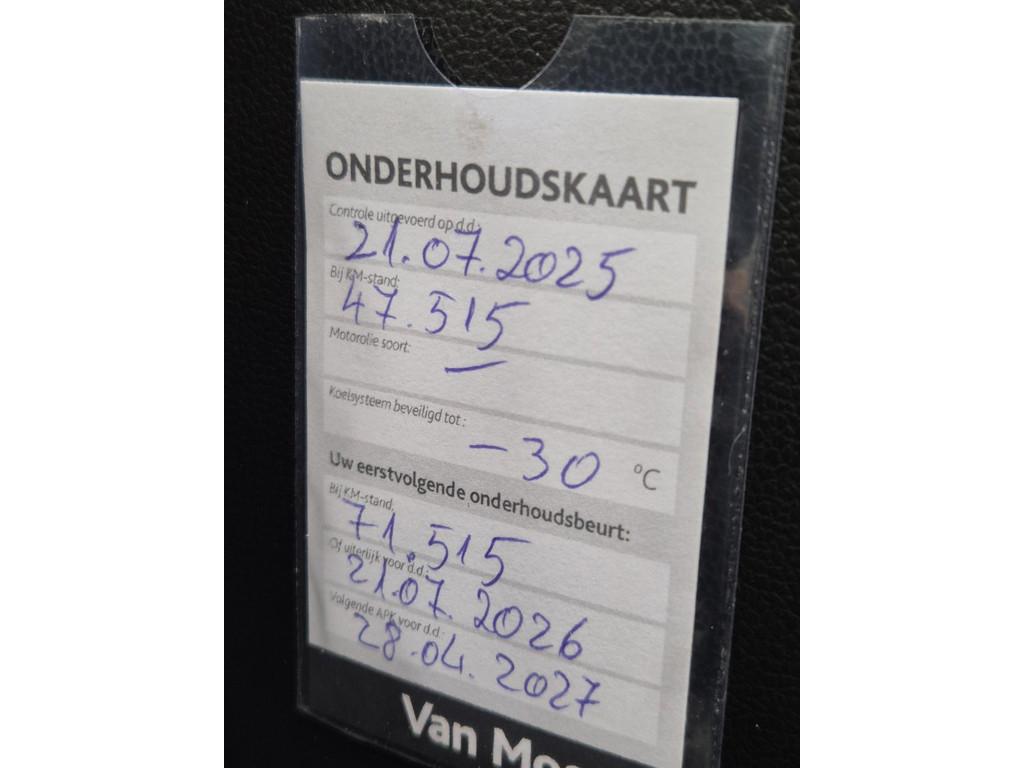 ONDERHOUDSKAART
Controle uitgevoerd op d.d.:
21.07.2025
Bij KM-stand:
47.515
Motorolie soort:
—
Koelsysteem beveiligd tot :
-30 °C
Uw eerstvolgende onderhoudsbeurt:
Bij KM-stand:
71.515
Of uiterlijk voor d.d.:
21.07.2026
Volgende APK voor d.d.:
28.04.2027
Van